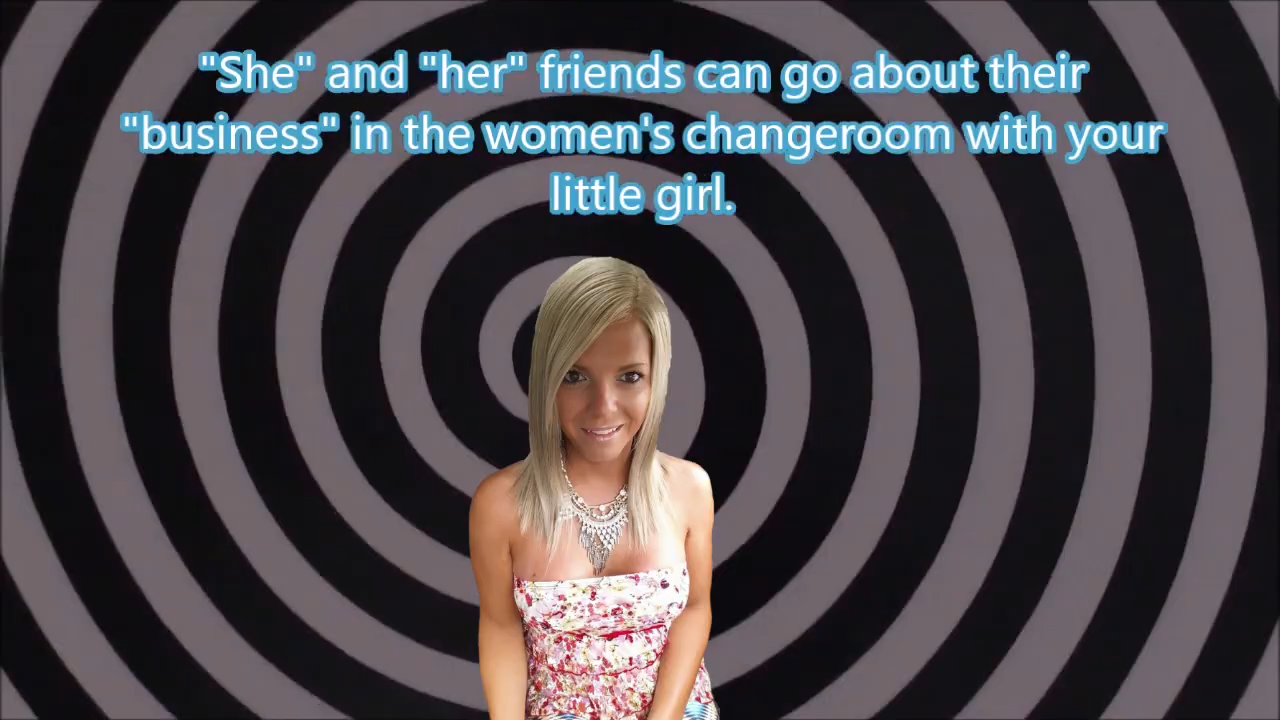 "She" and "her" friends can go about their
"business" in the women's changeroom with your
little girl.